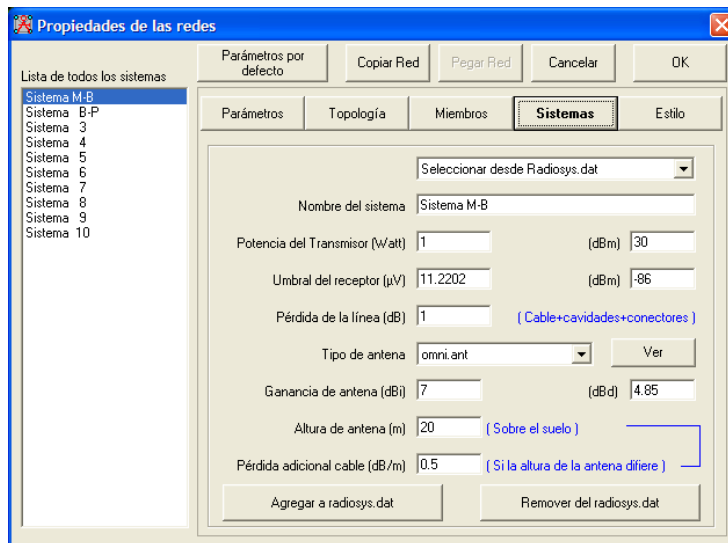 Propiedades de las redes
Parámetros por defecto
Copiar Red
Pegar Red
Cancelar
OK
Lista de todos los sistemas
Sistema M-B
Sistema B-P
Sistema 3
Sistema 4
Sistema 5
Sistema 6
Sistema 7
Sistema 8
Sistema 9
Sistema 10
Parámetros
Topología
Miembros
Sistemas
Estilo
Seleccionar desde Radiosys.dat
Nombre del sistema Sistema M-B
Potencia del Transmisor (Watt) 1 (dBm) 30
Umbral del receptor (µV) 11.2202 (dBm) -86
Pérdida de la línea (dB) 1 ( Cable+cavidades+conectores )
Tipo de antena omni.ant Ver
Ganancia de antena (dBi) 7 (dBd) 4.85
Altura de antena (m) 20 ( Sobre el suelo )
Pérdida adicional cable (dB/m) 0.5 ( Si la altura de la antena difiere )
Agregar a radiosys.dat
Remover del radiosys.dat